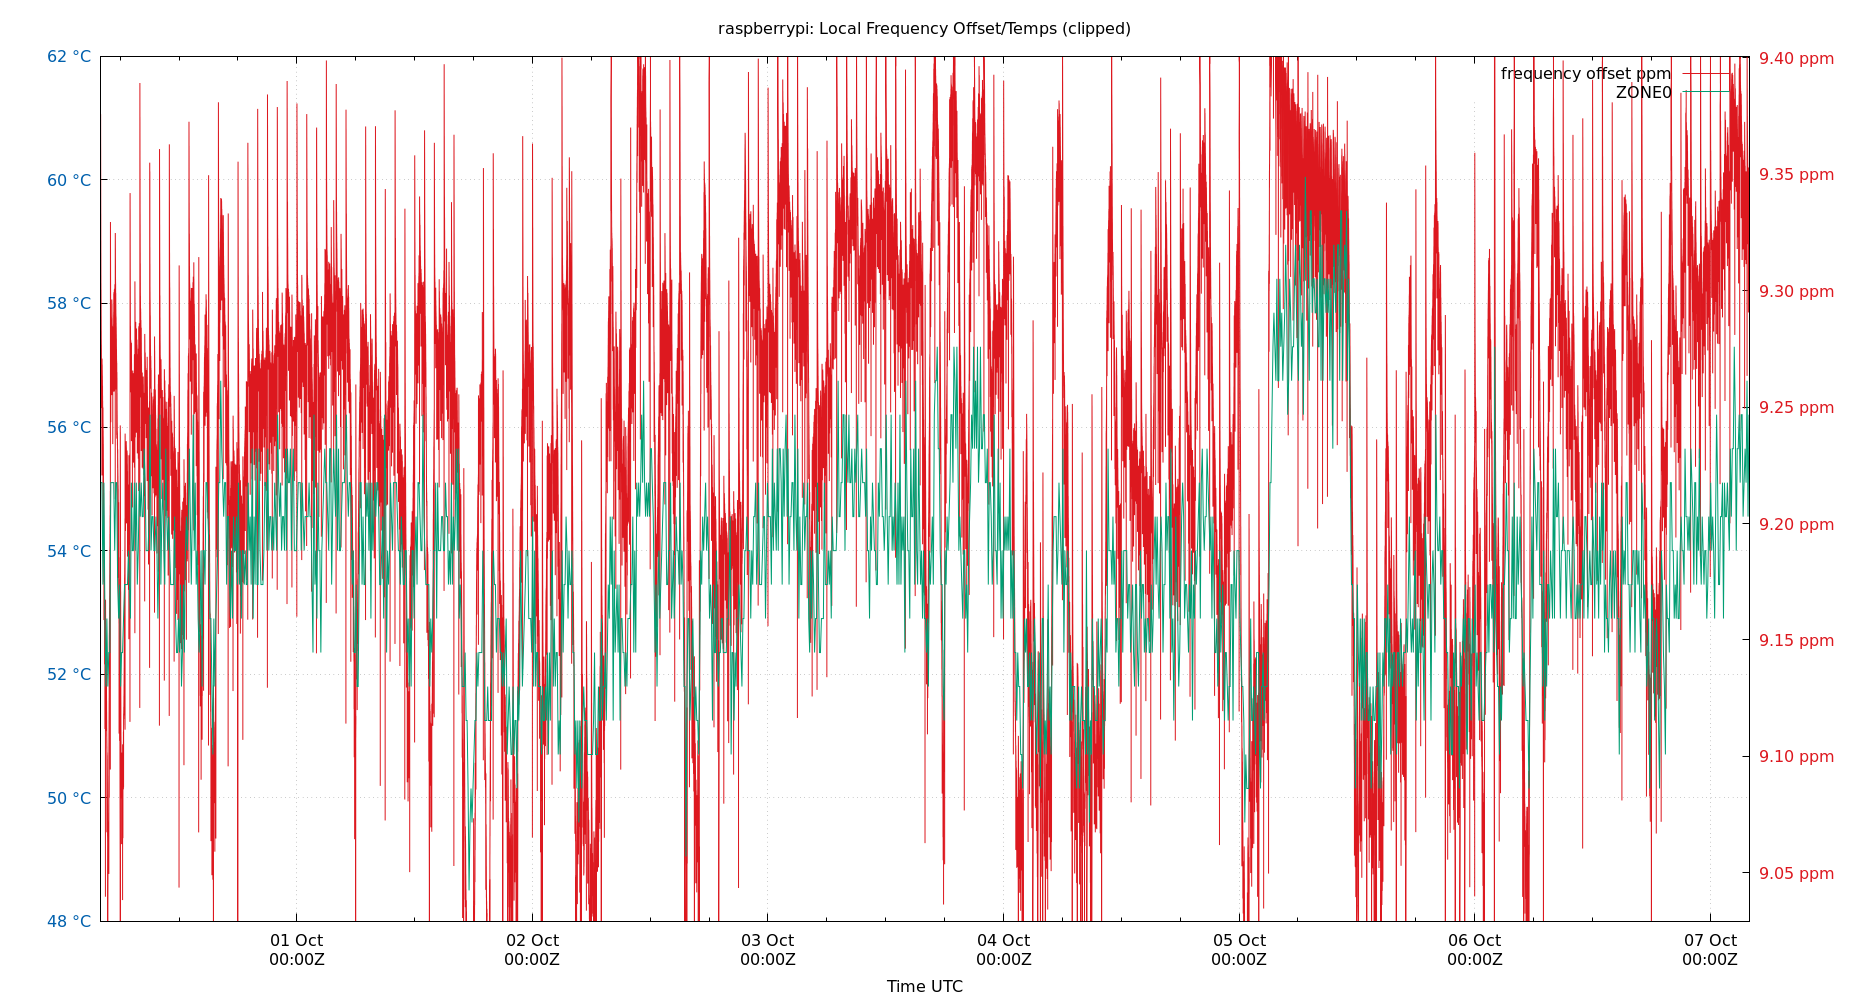 raspberrypi: Local Frequency Offset/Temps (clipped)
62 °C
60 °C
58 °C
56 °C
54 °C
52 °C
50 °C
48 °C
9.40 ppm
9.35 ppm
9.30 ppm
9.25 ppm
9.20 ppm
9.15 ppm
9.10 ppm
9.05 ppm
frequency offset ppm
ZONE0
01 Oct
00:00Z
02 Oct
00:00Z
03 Oct
00:00Z
04 Oct
00:00Z
05 Oct
00:00Z
06 Oct
00:00Z
07 Oct
00:00Z
Time UTC